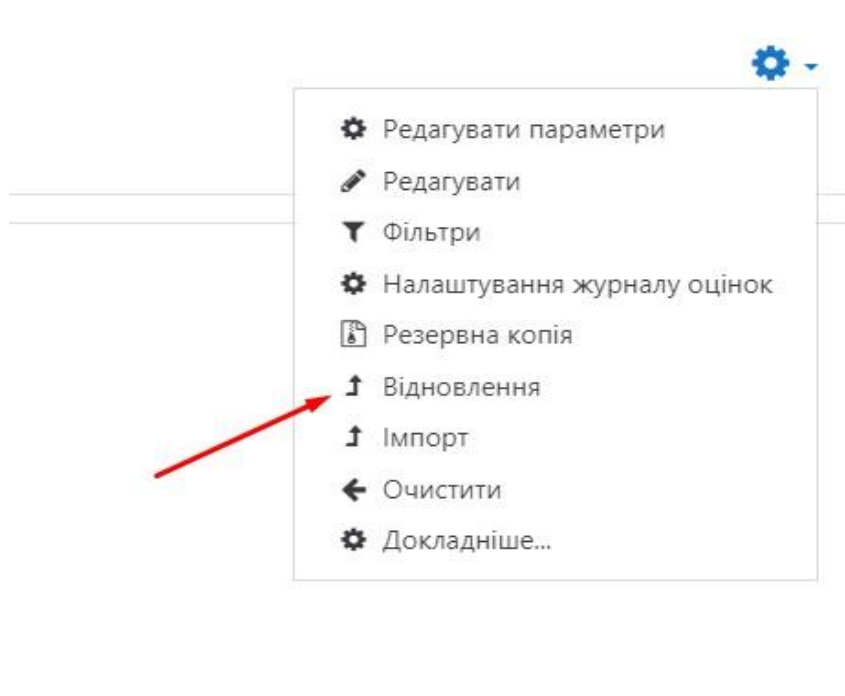 Редагувати параметри
Редагувати
Фільтри
Налаштування журналу оцінок
Резервна копія
Відновлення
Імпорт
Очистити
Докладніше...